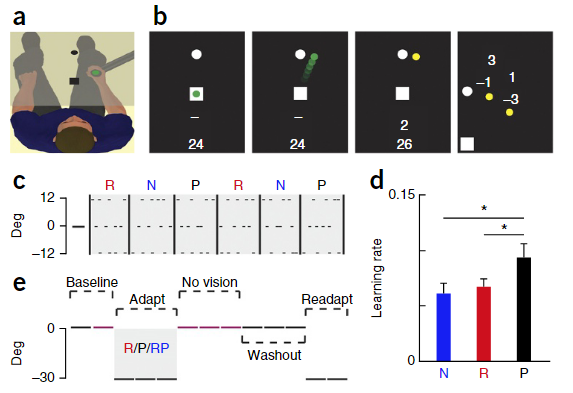 a
b
–
24
–
24
2
26
3
–1
1
–3
c
R N P R N P
12
0
–12
Deg
d
0.15
0
Learning rate
*
*
N R P
e
Baseline
Adapt
No vision
Readapt
R/P/RP
Washout
0
–30
Deg